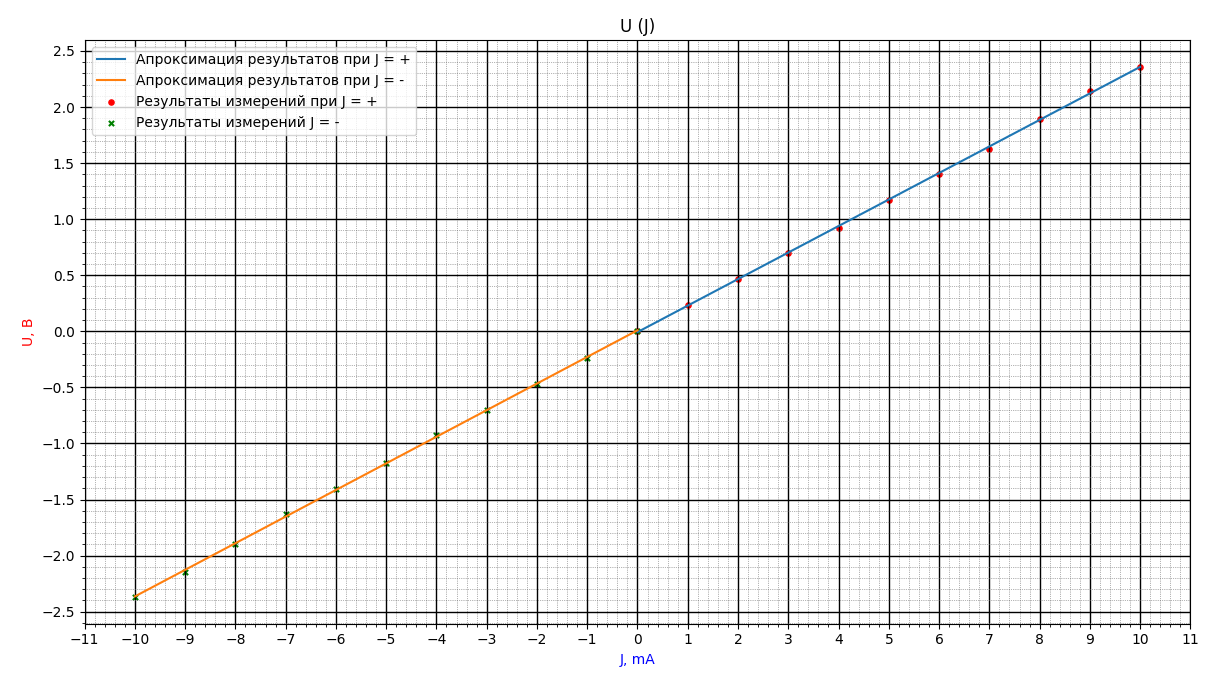 U (J)
Апроксимация результатов при J = +
Апроксимация результатов при J = -
Результаты измерений при J = +
Результаты измерений J = -
2.5
2.0
1.5
1.0
0.5
0.0
−0.5
−1.0
−1.5
−2.0
−2.5
U, B
−11 −10 −9 −8 −7 −6 −5 −4 −3 −2 −1 0 1 2 3 4 5 6 7 8 9 10 11
J, mA